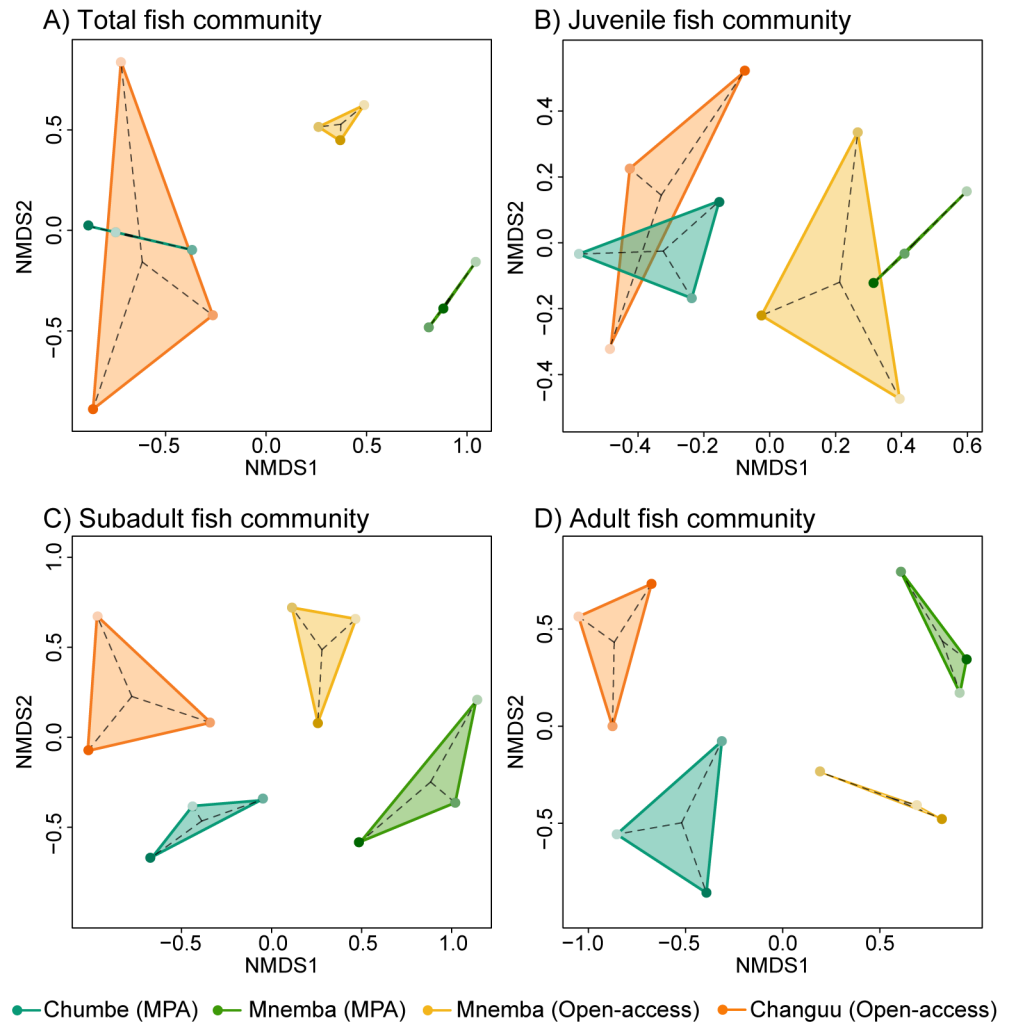 A) Total fish community
0.5
0.0
−0.5
NMDS2
−0.5 0.0 0.5 1.0
NMDS1
B) Juvenile fish community
0.4
0.2
0.0
−0.2
−0.4
NMDS2
−0.4 −0.2 0.0 0.2 0.4 0.6
NMDS1
C) Subadult fish community
1.0
0.5
0.0
−0.5
NMDS2
−0.5 0.0 0.5 1.0
NMDS1
D) Adult fish community
0.5
0.0
−0.5
NMDS2
−1.0 −0.5 0.0 0.5
NMDS1
Chumbe (MPA) Mnemba (MPA) Mnemba (Open-access) Changuu (Open-access)